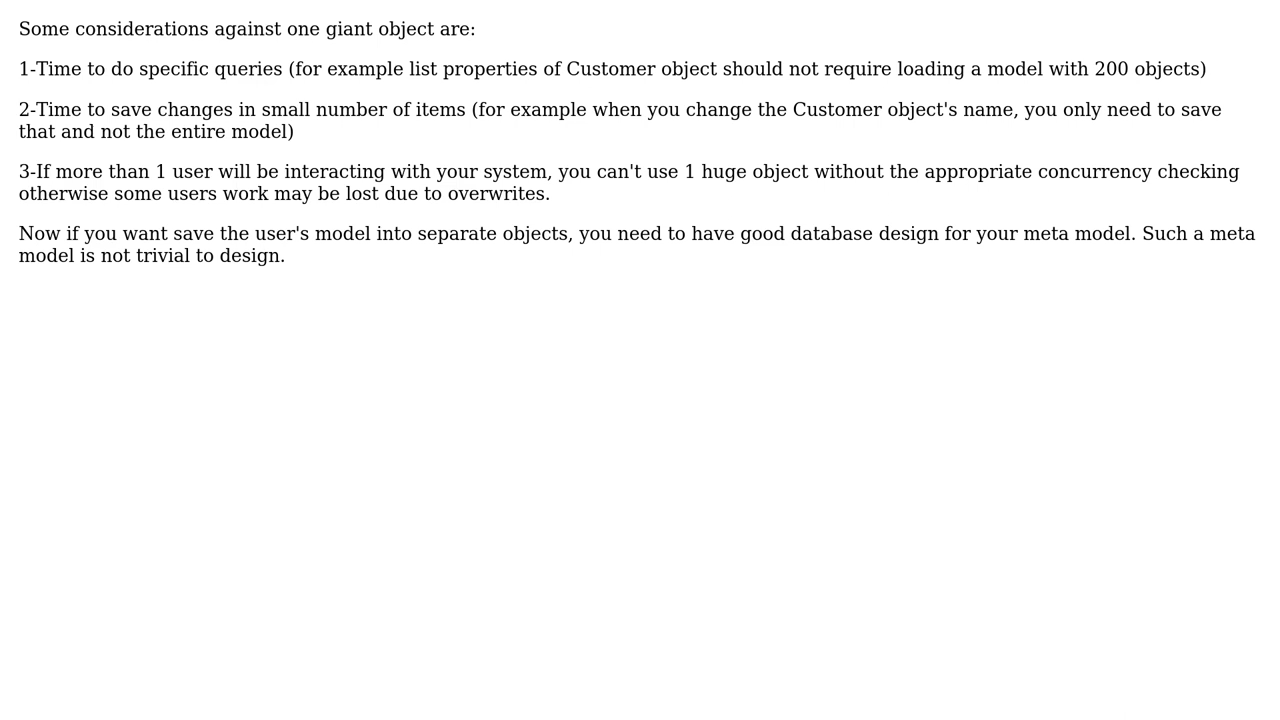 Some considerations against one giant object are:
1-Time to do specific queries (for example list properties of Customer object should not require loading a model with 200 objects)
2-Time to save changes in small number of items (for example when you change the Customer object's name, you only need to save
that and not the entire model)
3-If more than 1 user will be interacting with your system, you can't use 1 huge object without the appropriate concurrency checking
otherwise some users work may be lost due to overwrites.
Now if you want save the user's model into separate objects, you need to have good database design for your meta model. Such a meta
model is not trivial to design.